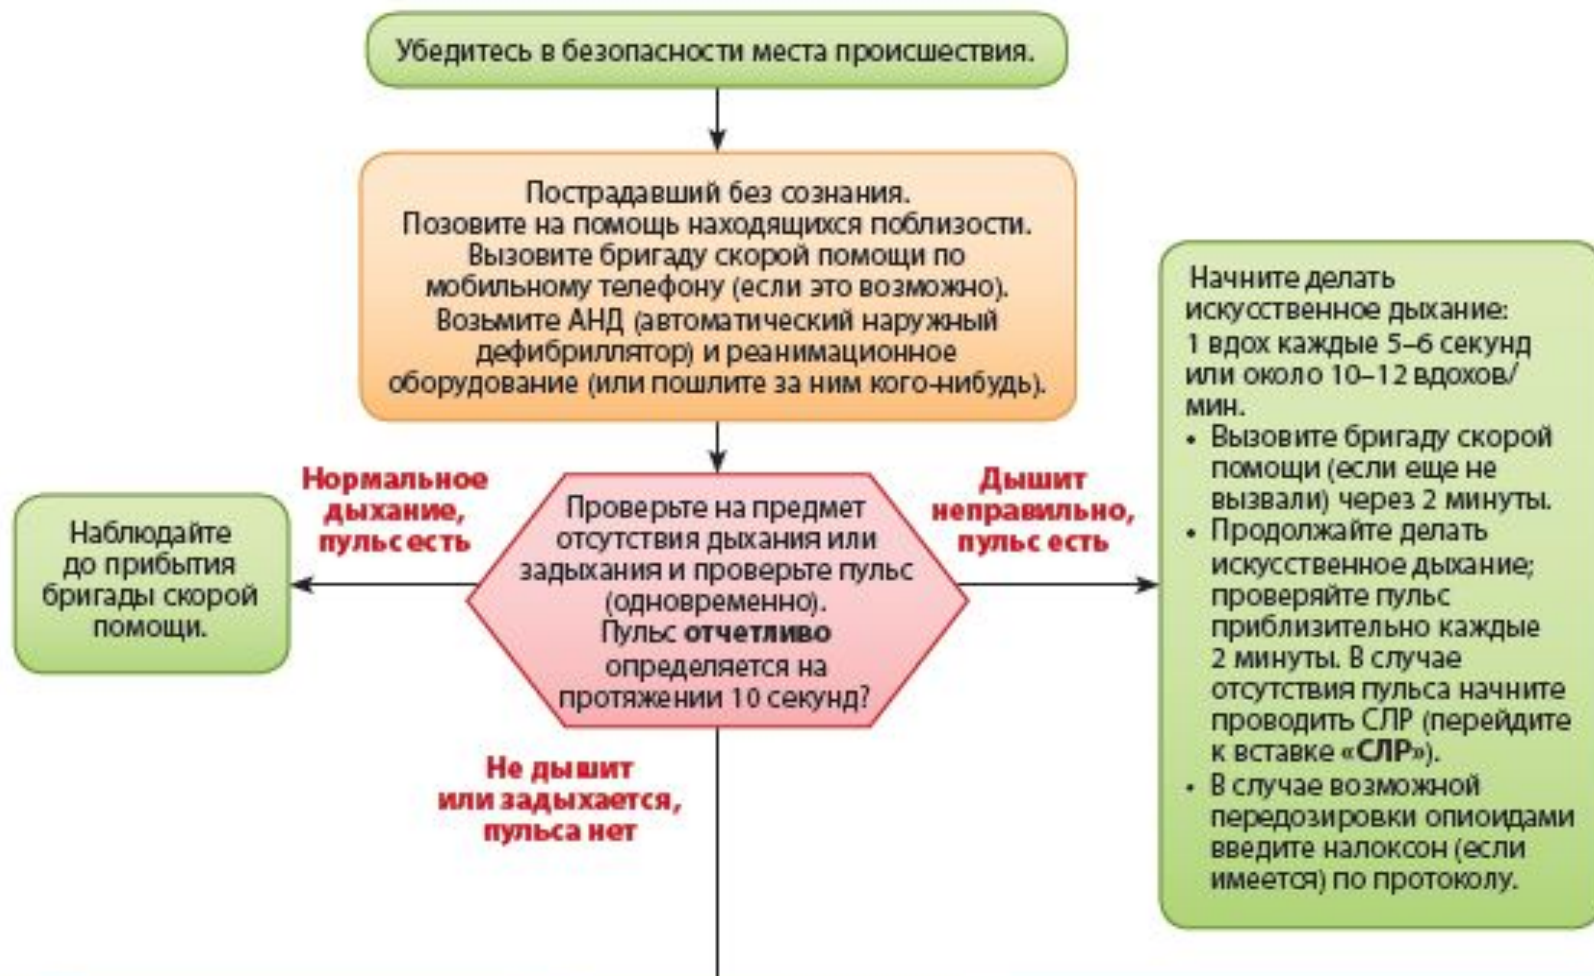 Убедитесь в безопасности места происшествия.
Пострадавший без сознания.
Позовите на помощь находящихся поблизости.
Вызовите бригаду скорой помощи по
мобильному телефону (если это возможно).
Возьмите АНД (автоматический наружный
дефибриллятор) и реанимационное
оборудование (или пошлите за ним кого-нибудь).
Нормальное
дыхание,
пульс есть
Наблюдайте
до прибытия
бригады скорой
помощи.
Проверьте на предмет
отсутствия дыхания или
задыхания и проверьте пульс
(одновременно).
Пульс отчетливо
определяется на
протяжении 10 секунд?
Дышит
неправильно,
пульс есть
Начните делать
искусственное дыхание:
1 вдох каждые 5–6 секунд
или около 10–12 вдохов/
мин.
• Вызовите бригаду скорой
помощи (если еще не
вызвали) через 2 минуты.
• Продолжайте делать
искусственное дыхание;
проверяйте пульс
приблизительно каждые
2 минуты. В случае
отсутствия пульса начните
проводить СЛР (перейдите
к вставке «СЛР»).
• В случае возможной
передозировки опиоидами
введите налоксон (если
имеется) по протоколу.
Не дышит
или задыхается,
пульса нет